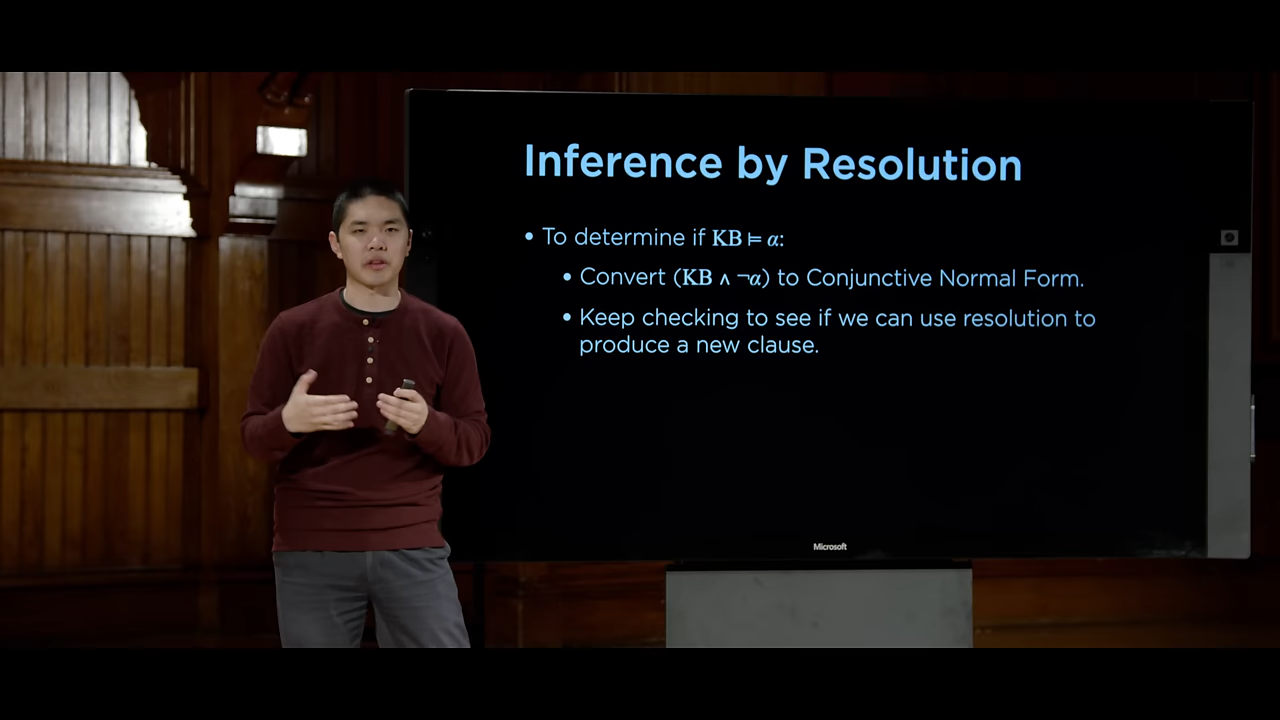 Inference by Resolution
• To determine if KB ⊨ α:
• Convert (KB ∧ ¬α) to Conjunctive Normal Form.
• Keep checking to see if we can use resolution to
produce a new clause.
Microsoft